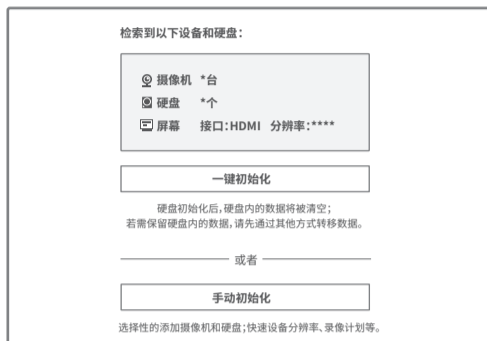 检索到以下设备和硬盘：
摄像机 *台
硬盘 *个
屏幕 接口：HDMI 分辨率：****
一键初始化
硬盘初始化后，硬盘内的数据将被清空；
若需保留硬盘内的数据，请先通过其他方式转移数据。
或者
手动初始化
选择性的添加摄像机和硬盘；快速设备分辨率、录像计划等。